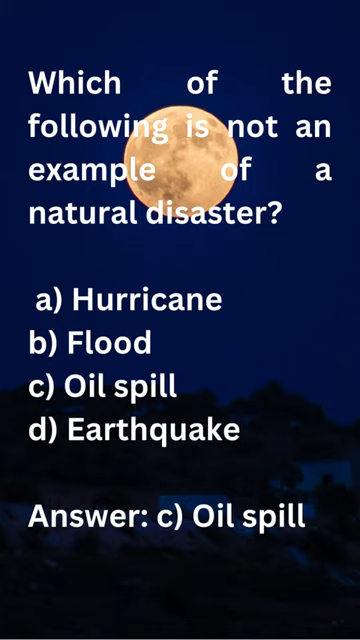 Which of the
following is not an
example of a
natural disaster?
a) Hurricane
b) Flood
c) Oil spill
d) Earthquake
Answer: c) Oil spill